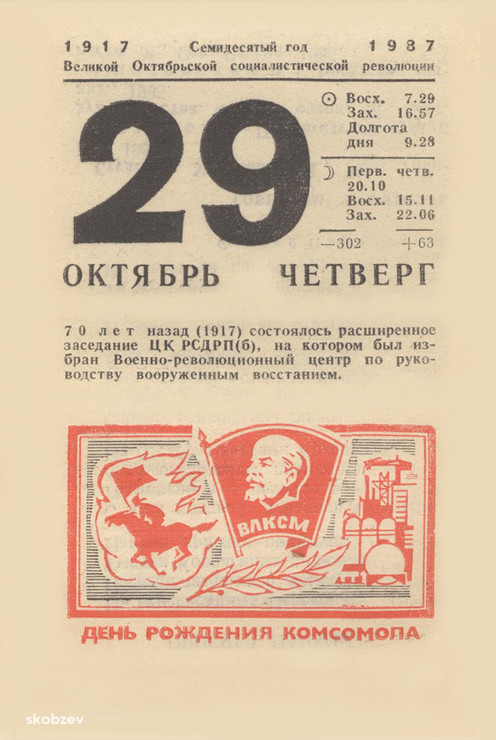 1917 Семидесятый год 1987
Великой Октябрьской социалистической революции
29
Восх. 7.29
Зах. 16.57
Долгота
дня 9.28
Перв. четв.
20.10
Восх. 15.11
Зах. 22.06
—302 +63
ОКТЯБРЬ ЧЕТВЕРГ
70 лет назад (1917) состоялось расширенное
заседание ЦК РСДРП(б), на котором был из-
бран Военно-революционный центр по руко-
водству вооруженным восстанием.
ВЛКСМ
ДЕНЬ РОЖДЕНИЯ КОМСОМОЛА
skobzev